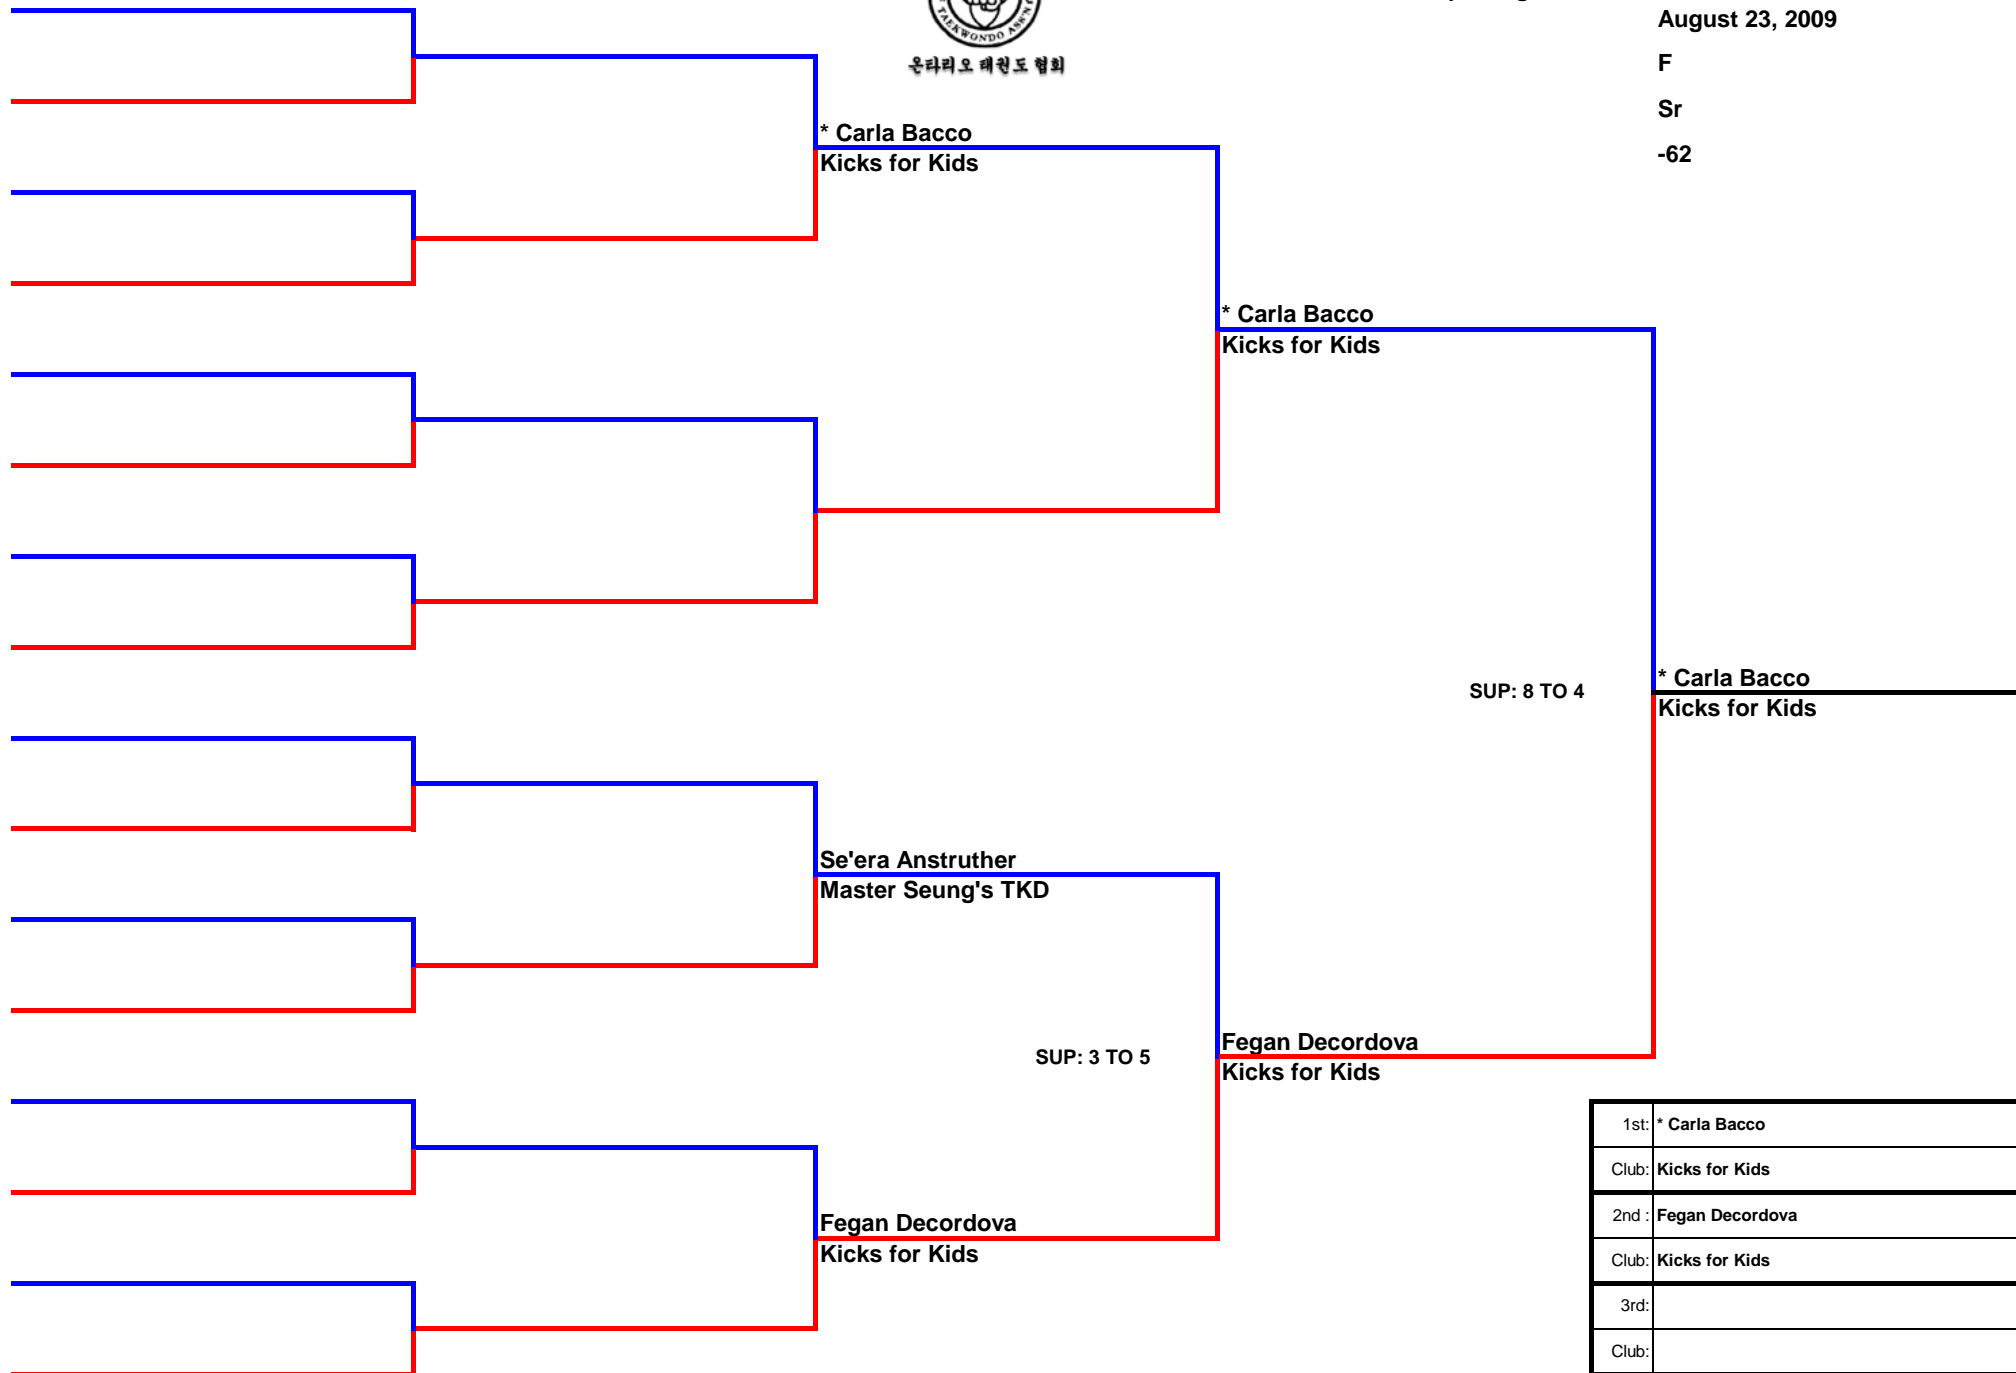 TAEKWONDO ASS'N
온타리오 태권도 협회
August 23, 2009
F
Sr
-62
* Carla Bacco
Kicks for Kids
* Carla Bacco
Kicks for Kids
SUP: 8 TO 4
* Carla Bacco
Kicks for Kids
Se'era Anstruther
Master Seung's TKD
SUP: 3 TO 5
Fegan Decordova
Kicks for Kids
Fegan Decordova
Kicks for Kids
1st: * Carla Bacco
Club: Kicks for Kids
2nd : Fegan Decordova
Club: Kicks for Kids
3rd:
Club: